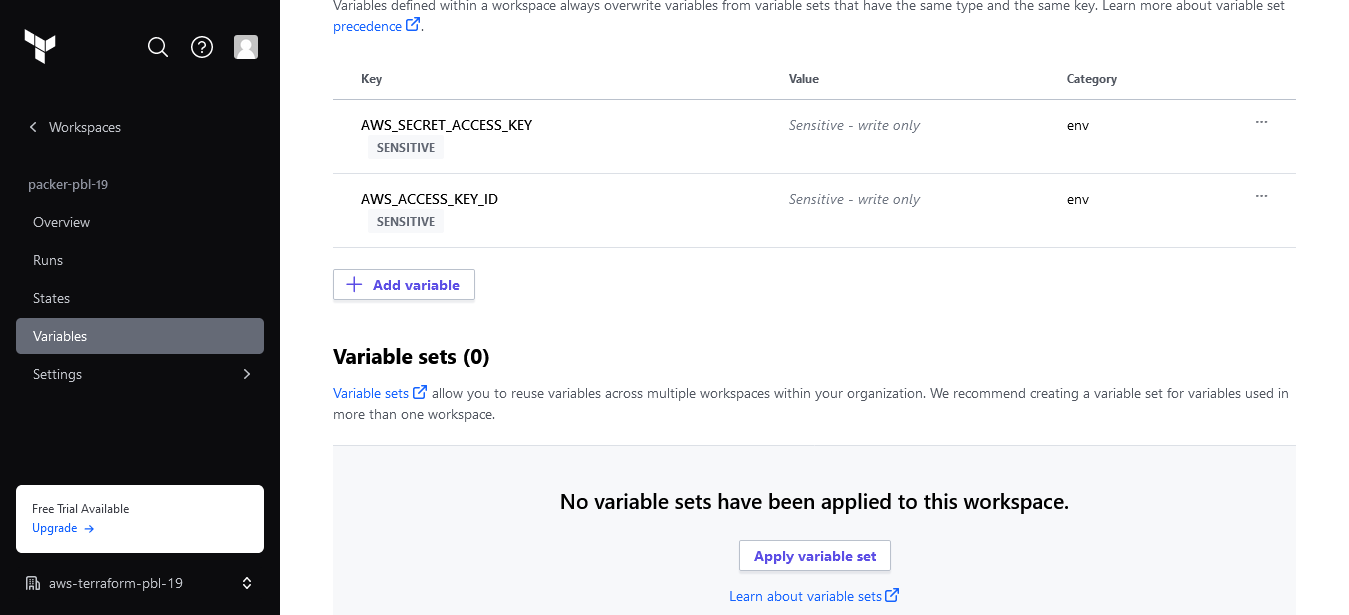 Variables defined within a workspace always overwrite variables from variable sets that have the same type and the same key. Learn more about variable set
precedence.
Workspaces
packer-pbl-19
Overview
Runs
States
Variables
Settings
Free Trial Available
Upgrade →
aws-terraform-pbl-19
Key Value Category
AWS_SECRET_ACCESS_KEY Sensitive - write only env ...
SENSITIVE
AWS_ACCESS_KEY_ID Sensitive - write only env ...
SENSITIVE
+ Add variable
Variable sets (0)
Variable sets allow you to reuse variables across multiple workspaces within your organization. We recommend creating a variable set for variables used in
more than one workspace.
No variable sets have been applied to this workspace.
Apply variable set
Learn about variable sets